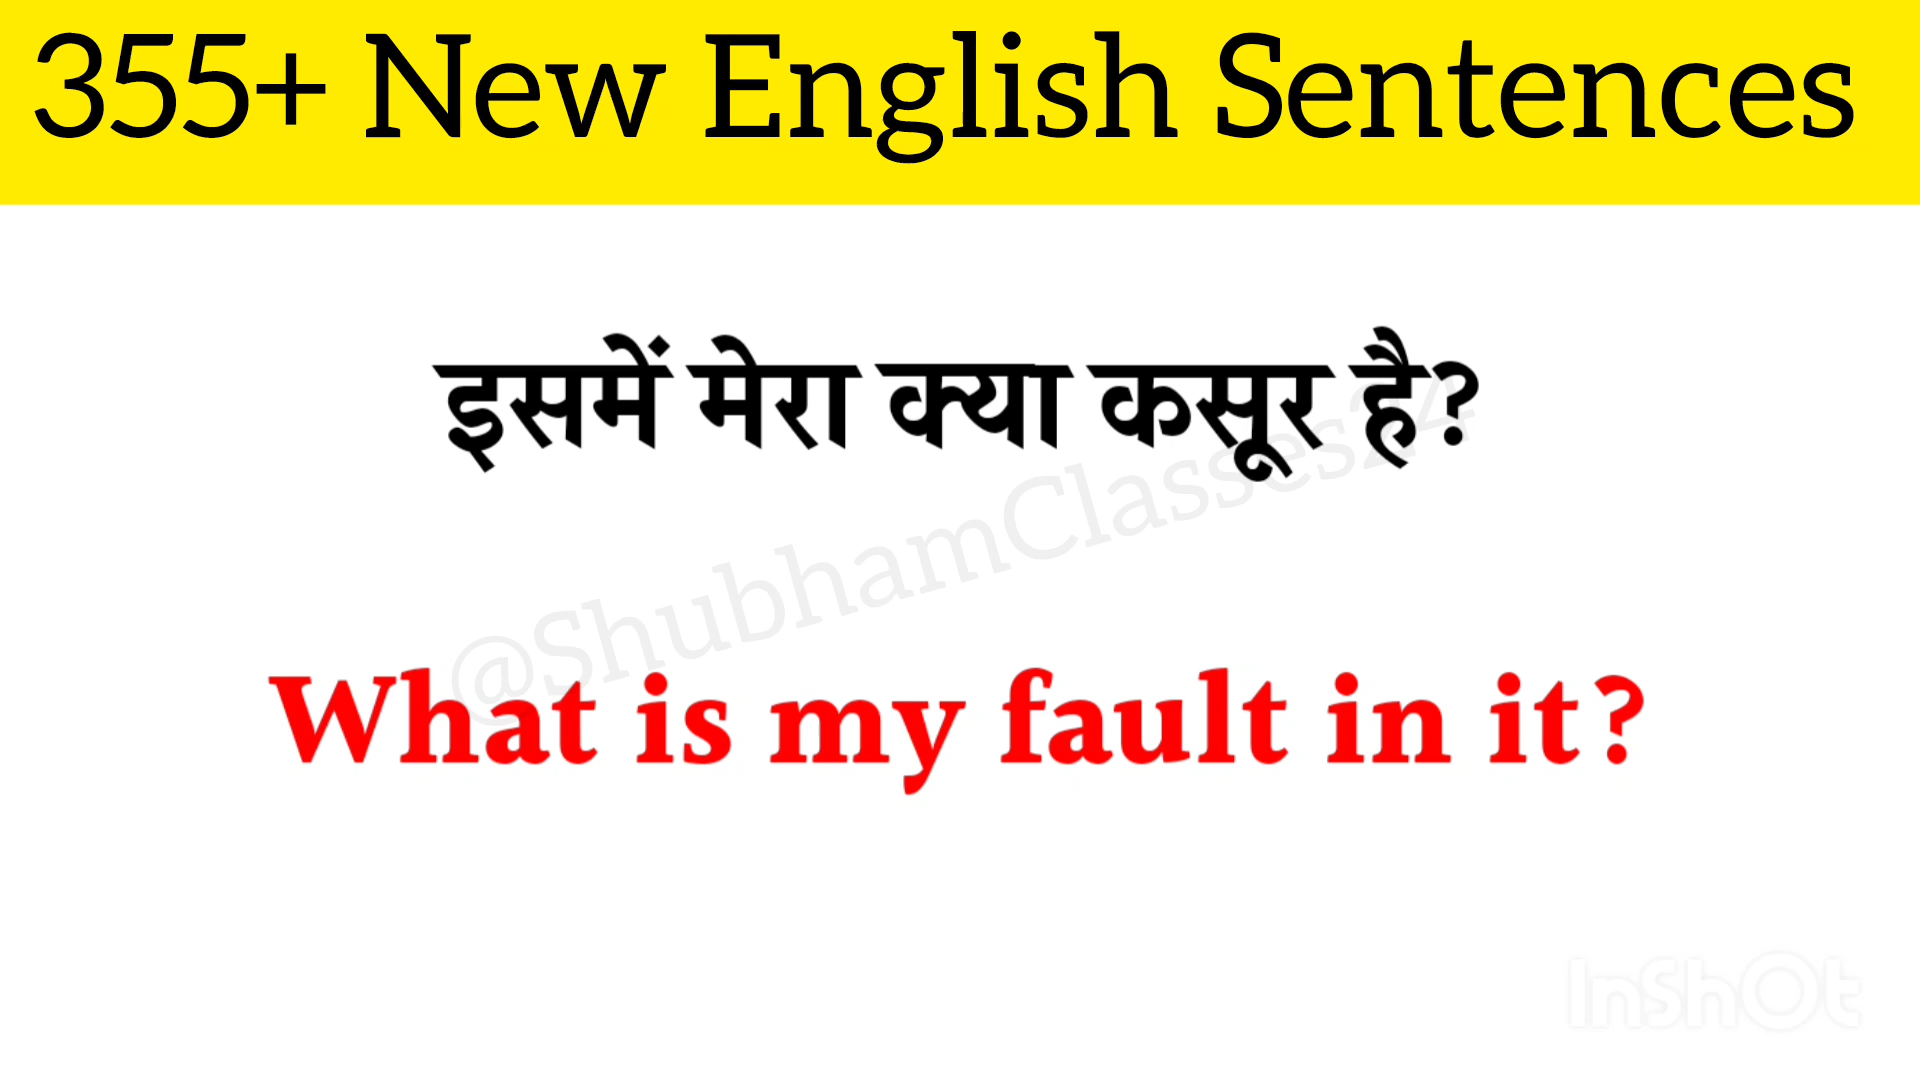 355+ New English Sentences
इसमें मेरा क्या कसूर है?
@ShubhamClasses24
What is my fault in it?
InShOt